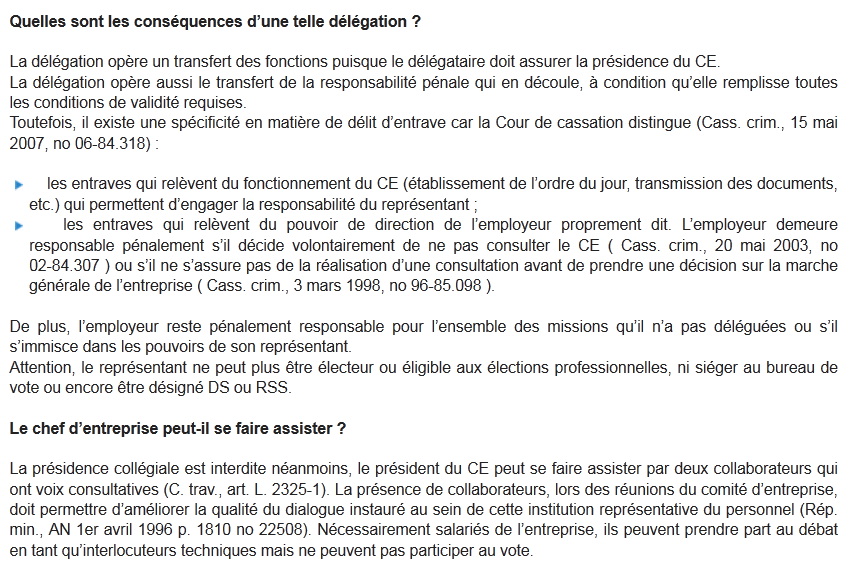 Quelles sont les conséquences d’une telle délégation ?
La délégation opère un transfert des fonctions puisque le délégataire doit assurer la présidence du CE.
La délégation opère aussi le transfert de la responsabilité pénale qui en découle, à condition qu’elle remplisse toutes
les conditions de validité requises.
Toutefois, il existe une spécificité en matière de délit d’entrave car la Cour de cassation distingue (Cass. crim., 15 mai
2007, no 06-84.318) :
les entraves qui relèvent du fonctionnement du CE (établissement de l’ordre du jour, transmission des documents,
etc.) qui permettent d’engager la responsabilité du représentant ;
les entraves qui relèvent du pouvoir de direction de l’employeur proprement dit. L’employeur demeure
responsable pénalement s’il décide volontairement de ne pas consulter le CE ( Cass. crim., 20 mai 2003, no
02-84.307 ) ou s’il ne s’assure pas de la réalisation d’une consultation avant de prendre une décision sur la marche
générale de l’entreprise ( Cass. crim., 3 mars 1998, no 96-85.098 ).
De plus, l’employeur reste pénalement responsable pour l’ensemble des missions qu’il n’a pas déléguées ou s’il
s’immisce dans les pouvoirs de son représentant.
Attention, le représentant ne peut plus être électeur ou éligible aux élections professionnelles, ni siéger au bureau de
vote ou encore être désigné DS ou RSS.
Le chef d’entreprise peut-il se faire assister ?
La présidence collégiale est interdite néanmoins, le président du CE peut se faire assister par deux collaborateurs qui
ont voix consultatives (C. trav., art. L. 2325-1). La présence de collaborateurs, lors des réunions du comité d’entreprise,
doit permettre d’améliorer la qualité du dialogue instauré au sein de cette institution représentative du personnel (Rép.
min., AN 1er avril 1996 p. 1810 no 22508). Nécessairement salariés de l’entreprise, ils peuvent prendre part au débat
en tant qu’interlocuteurs techniques mais ne peuvent pas participer au vote.